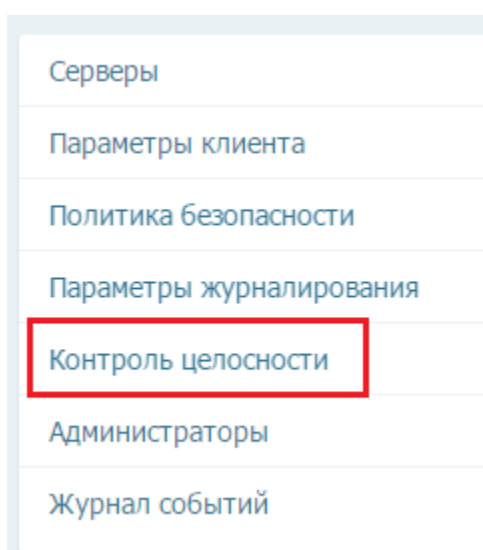 Серверы
Параметры клиента
Политика безопасности
Параметры журналирования
Контроль целосности
Администраторы
Журнал событий